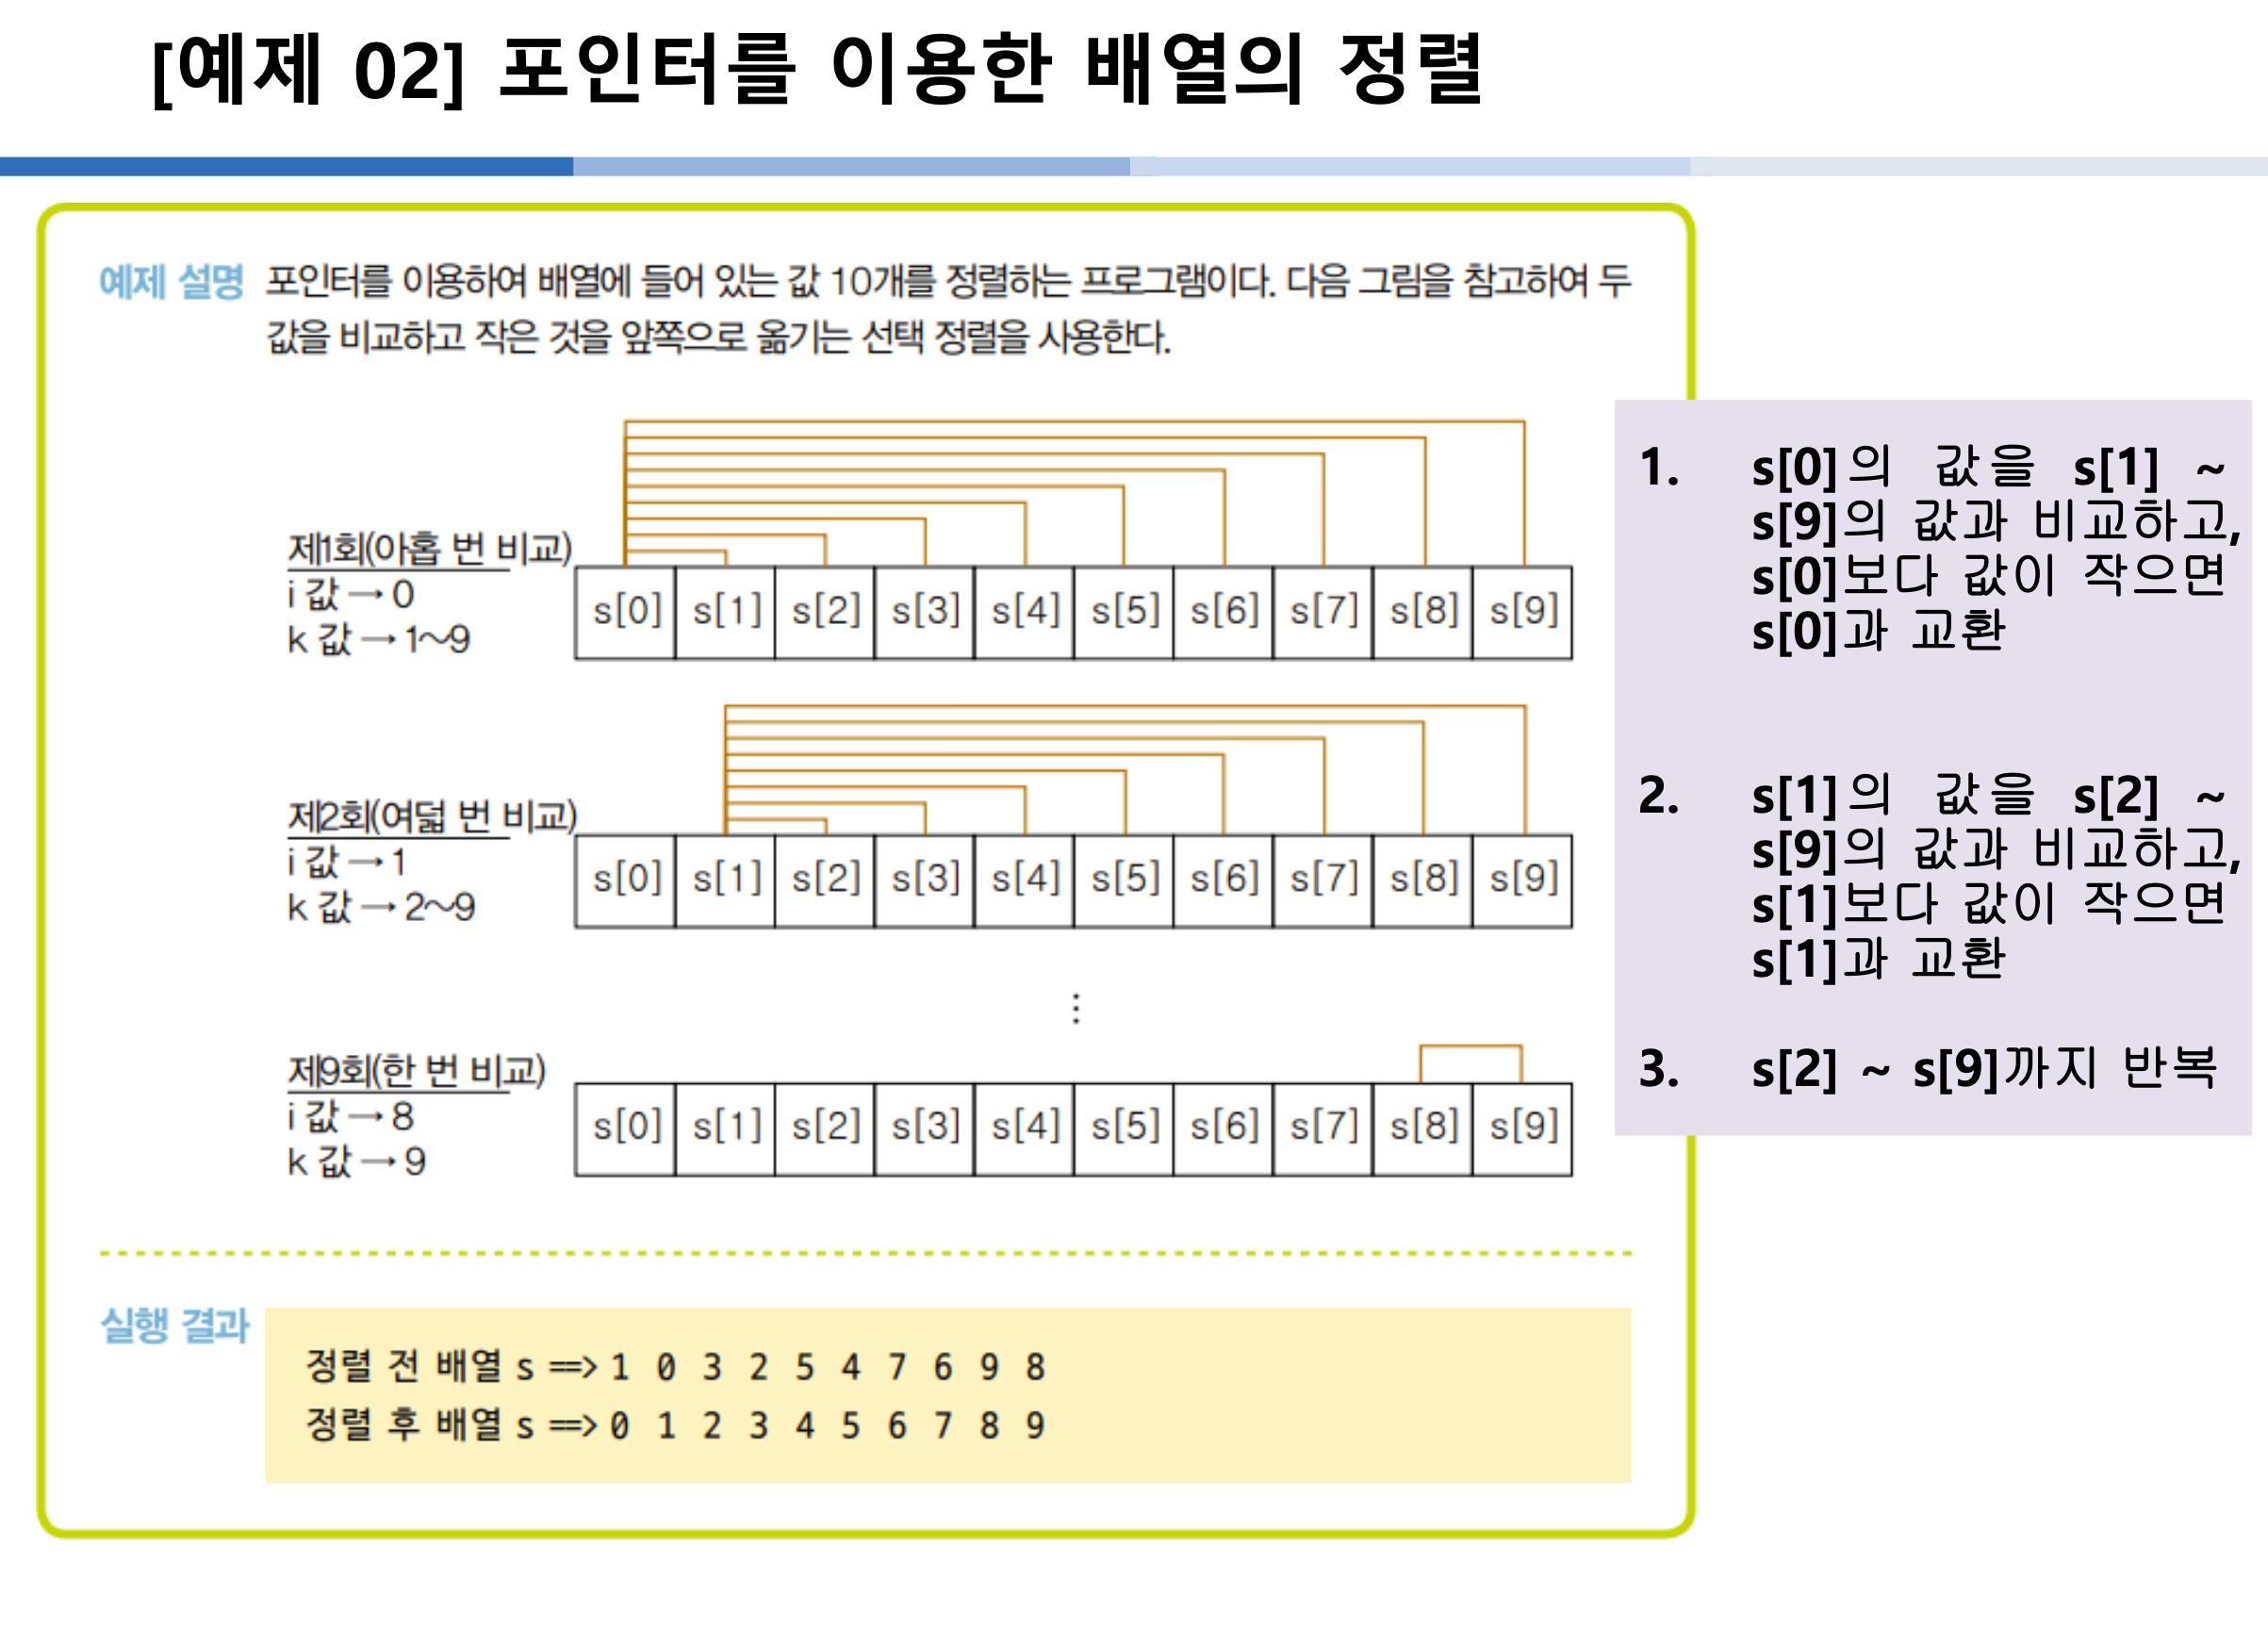 [예제 02] 포인터를 이용한 배열의 정렬
예제 설명 포인터를 이용하여 배열에 들어 있는 값 10개를 정렬하는 프로그램이다. 다음 그림을 참고하여 두
값을 비교하고 작은 것을 앞쪽으로 옮기는 선택 정렬을 사용한다.
제1회(아홉 번 비교)
i 값 → 0
k 값 → 1~9
s[0] s[1] s[2] s[3] s[4] s[5] s[6] s[7] s[8] s[9]
제2회(여덟 번 비교)
i 값 → 1
k 값 → 2~9
s[0] s[1] s[2] s[3] s[4] s[5] s[6] s[7] s[8] s[9]
⋮
제9회(한 번 비교)
i 값 → 8
k 값 → 9
s[0] s[1] s[2] s[3] s[4] s[5] s[6] s[7] s[8] s[9]
1. s[0]의 값을 s[1] ~
s[9]의 값과 비교하고,
s[0]보다 값이 작으면
s[0]과 교환
2. s[1]의 값을 s[2] ~
s[9]의 값과 비교하고,
s[1]보다 값이 작으면
s[1]과 교환
3. s[2] ~ s[9]까지 반복
실행 결과
정렬 전 배열 s ==> 1 0 3 2 5 4 7 6 9 8
정렬 후 배열 s ==> 0 1 2 3 4 5 6 7 8 9